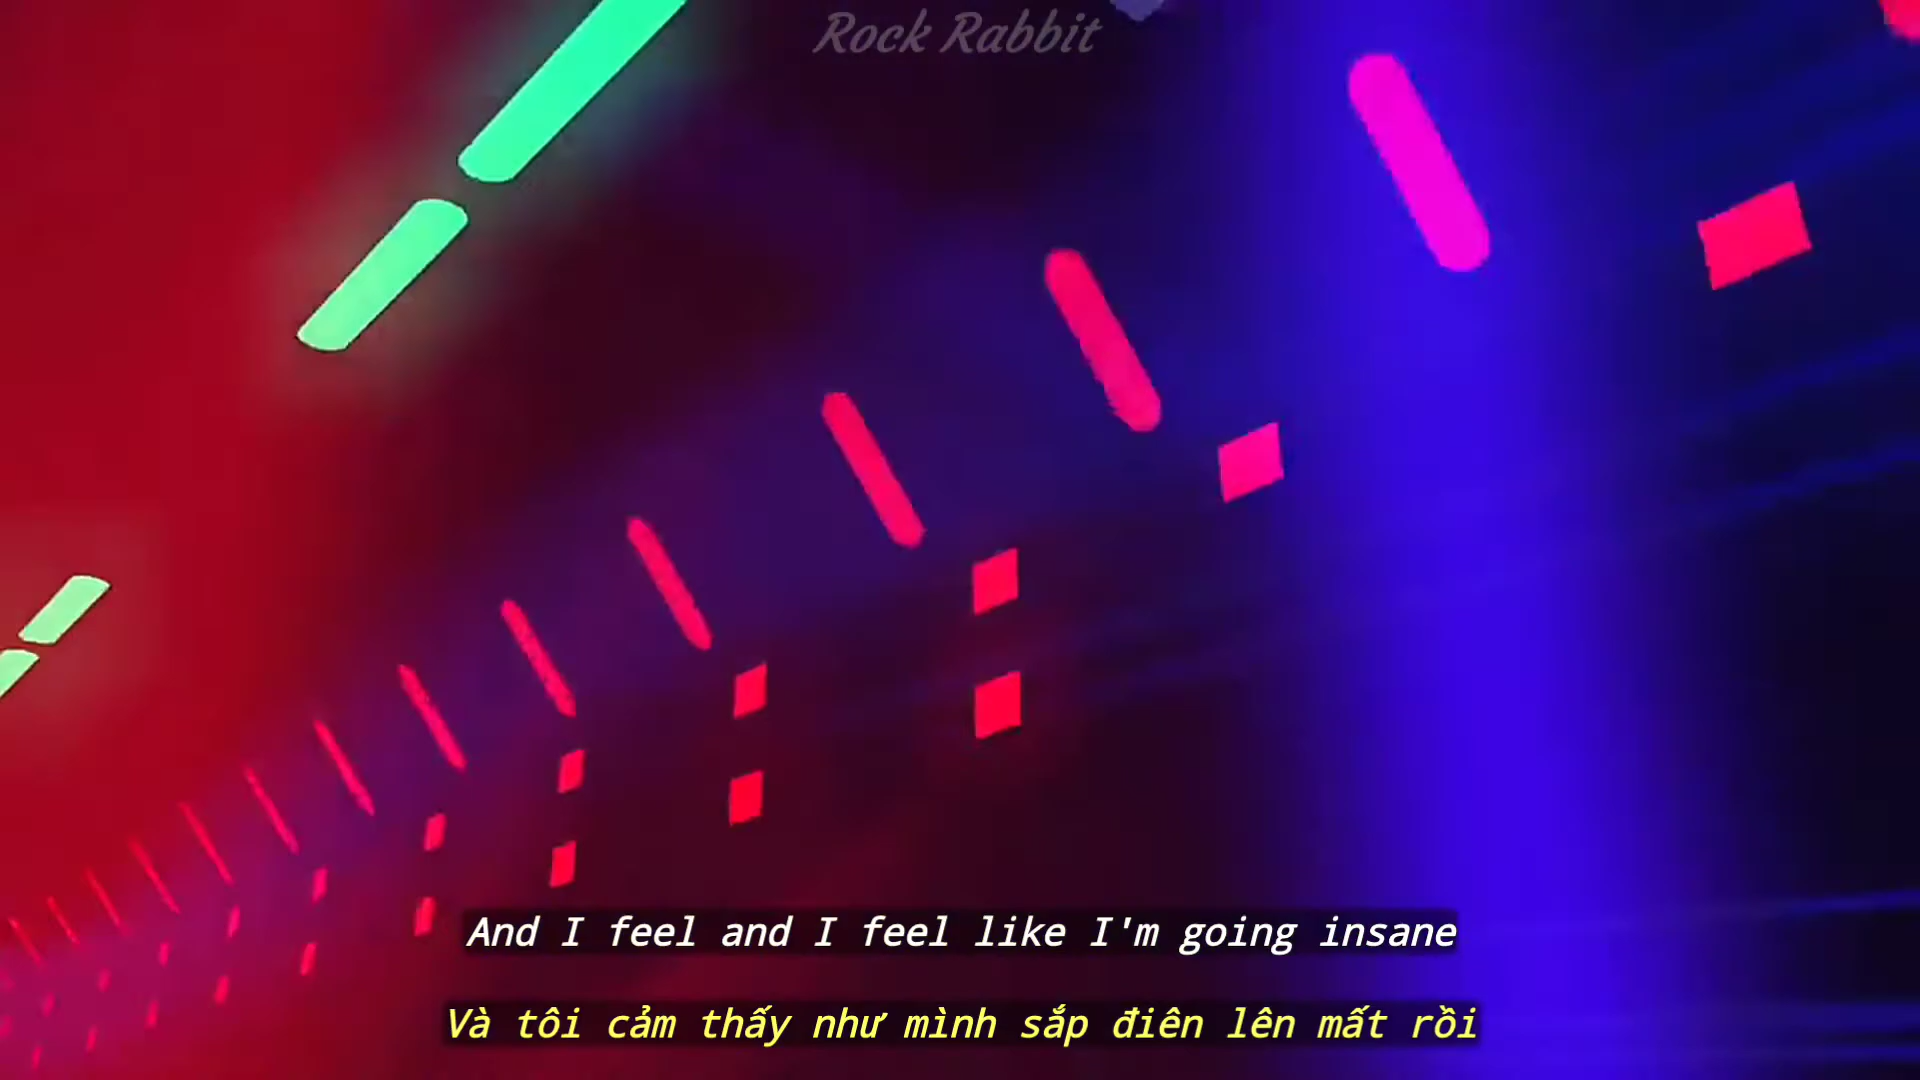 Rock Rabbit
And I feel and I feel like I'm going insane
Và tôi cảm thấy như mình sắp điên lên mất rồi